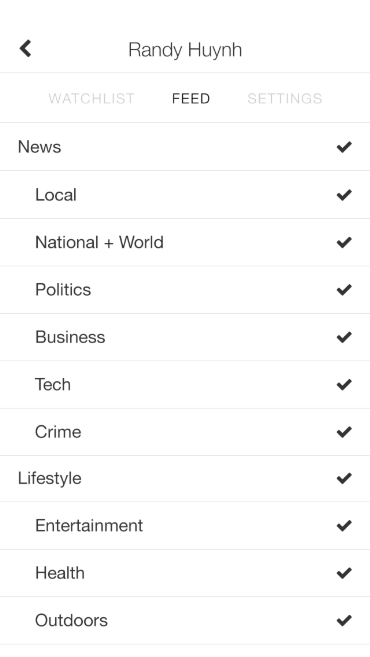 Randy Huynh
WATCHLIST FEED SETTINGS
News
Local
National + World
Politics
Business
Tech
Crime
Lifestyle
Entertainment
Health
Outdoors